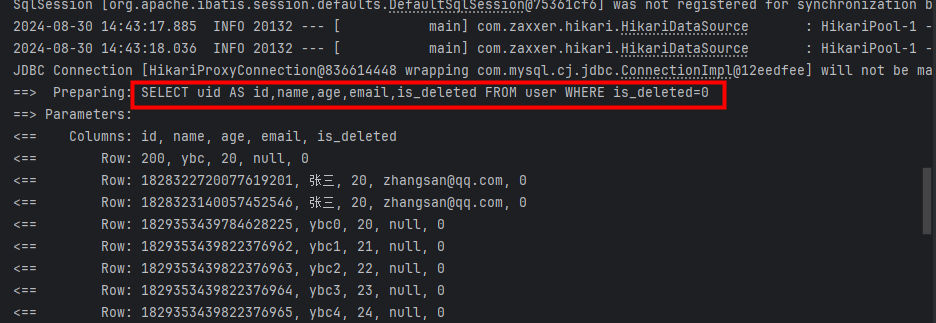 SqlSession [org.apache.ibatis.session.defaults.DefaultSqlSession@75361cf6] was not registered for synchronization b
2024-08-30 14:43:17.885  INFO 20132 --- [           main] com.zaxxer.hikari.HikariDataSource       : HikariPool-1 -
2024-08-30 14:43:18.036  INFO 20132 --- [           main] com.zaxxer.hikari.HikariDataSource       : HikariPool-1 -
JDBC Connection [HikariProxyConnection@836614448 wrapping com.mysql.cj.jdbc.ConnectionImpl@12eedfee] will not be ma
==>  Preparing: SELECT uid AS id,name,age,email,is_deleted FROM user WHERE is_deleted=0
==> Parameters:
<==    Columns: id, name, age, email, is_deleted
<==        Row: 200, ybc, 20, null, 0
<==        Row: 1828322720077619201, 张三, 20, zhangsan@qq.com, 0
<==        Row: 1828323140057452546, 张三, 20, zhangsan@qq.com, 0
<==        Row: 1829353439784628225, ybc0, 20, null, 0
<==        Row: 1829353439822376962, ybc1, 21, null, 0
<==        Row: 1829353439822376963, ybc2, 22, null, 0
<==        Row: 1829353439822376964, ybc3, 23, null, 0
<==        Row: 1829353439822376965, ybc4, 24, null, 0